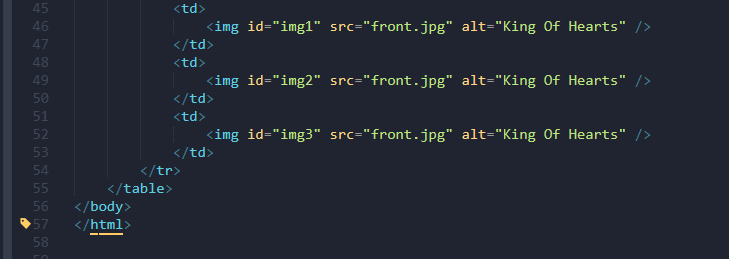 45 <td>
46 <img id="img1" src="front.jpg" alt="King Of Hearts" />
47 </td>
48 <td>
49 <img id="img2" src="front.jpg" alt="King Of Hearts" />
50 </td>
51 <td>
52 <img id="img3" src="front.jpg" alt="King Of Hearts" />
53 </td>
54 </tr>
55 </table>
56 </body>
57 </html>
58